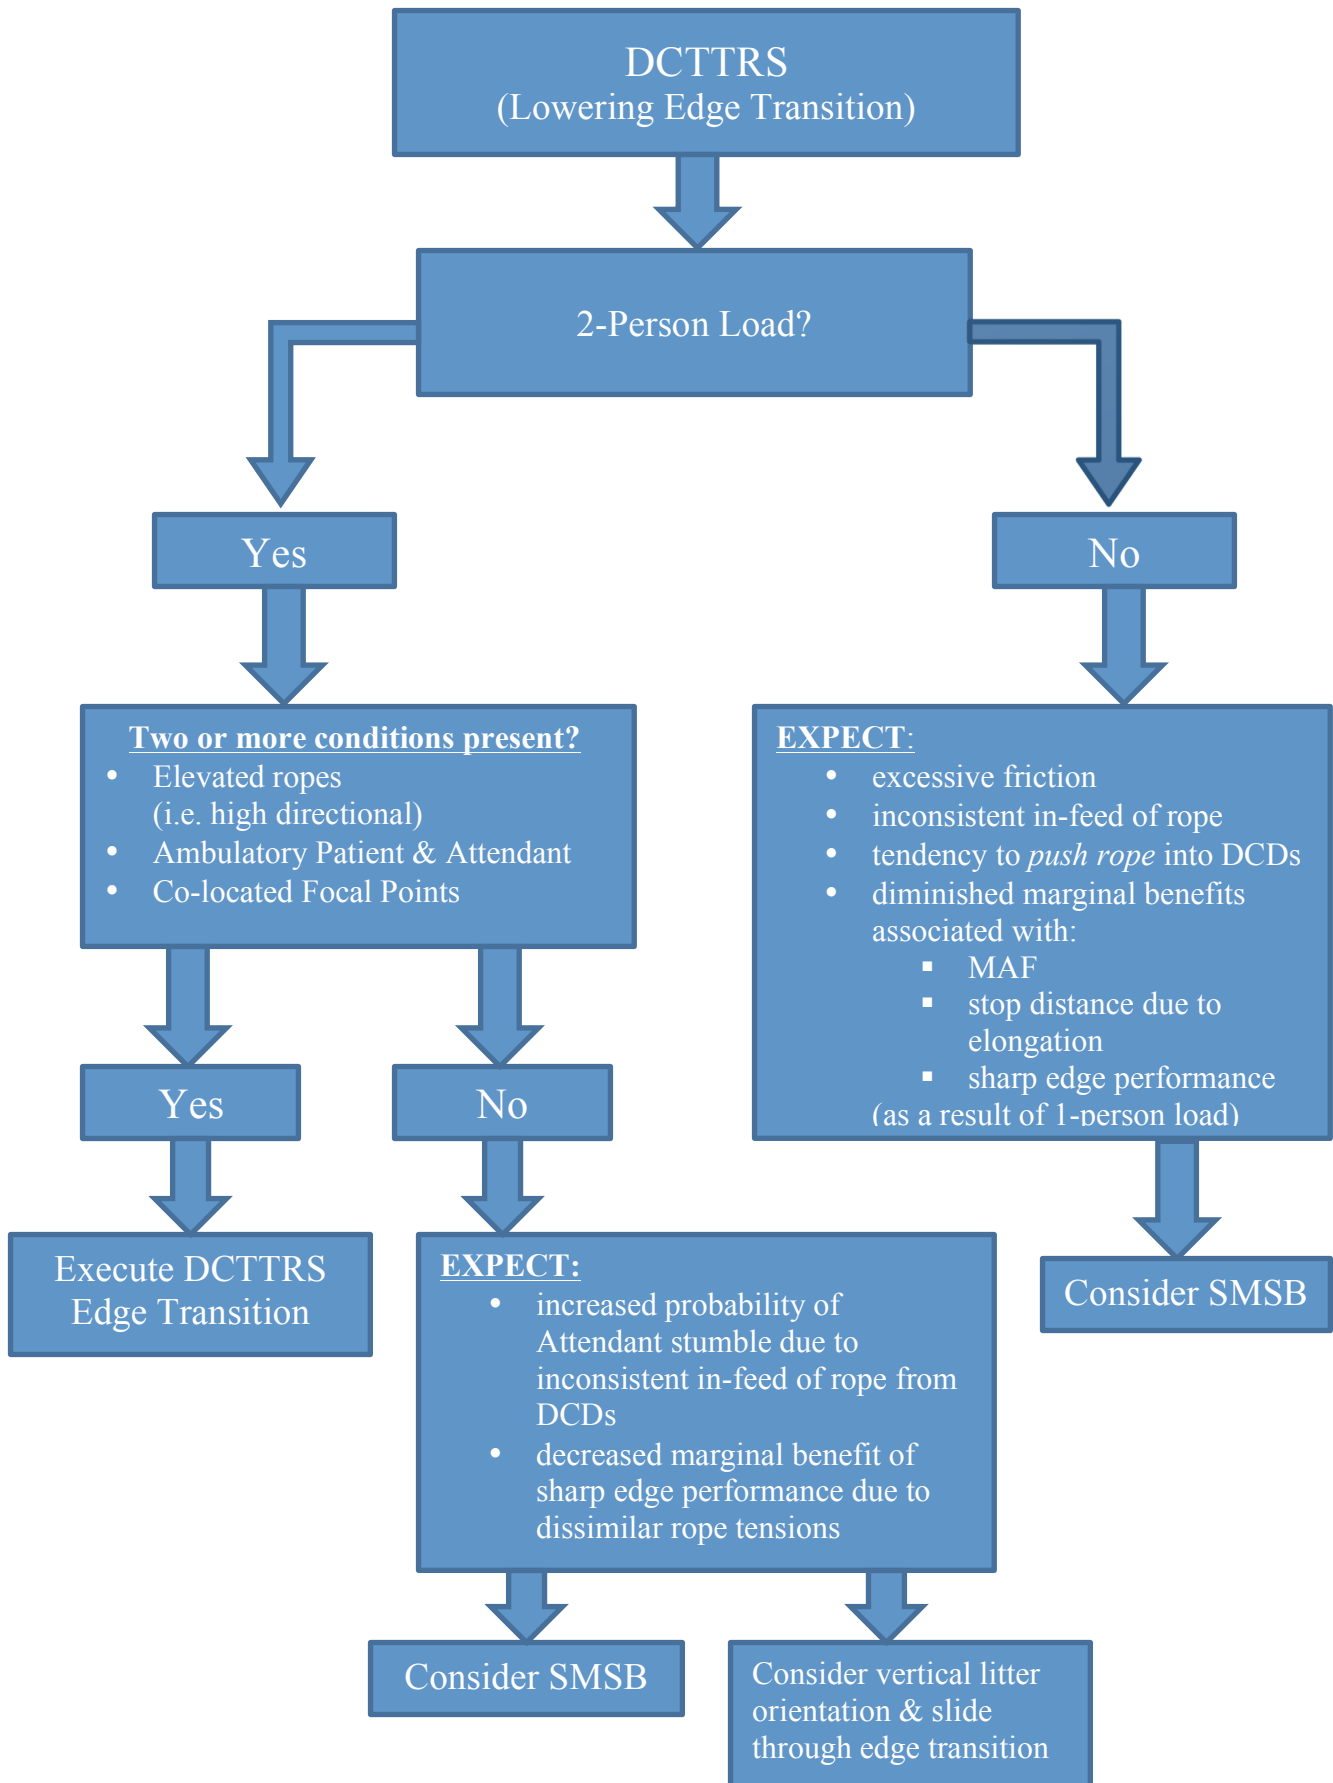 DCTTRS
(Lowering Edge Transition)
2-Person Load?
Yes
No
Two or more conditions present?
• Elevated ropes
(i.e. high directional)
• Ambulatory Patient & Attendant
• Co-located Focal Points
EXPECT:
• excessive friction
• inconsistent in-feed of rope
• tendency to push rope into DCDs
• diminished marginal benefits
associated with:
▪ MAF
▪ stop distance due to
elongation
▪ sharp edge performance
(as a result of 1-person load)
Yes
No
Execute DCTTRS
Edge Transition
EXPECT:
• increased probability of
Attendant stumble due to
inconsistent in-feed of rope from
DCDs
• decreased marginal benefit of
sharp edge performance due to
dissimilar rope tensions
Consider SMSB
Consider SMSB
Consider vertical litter
orientation & slide
through edge transition